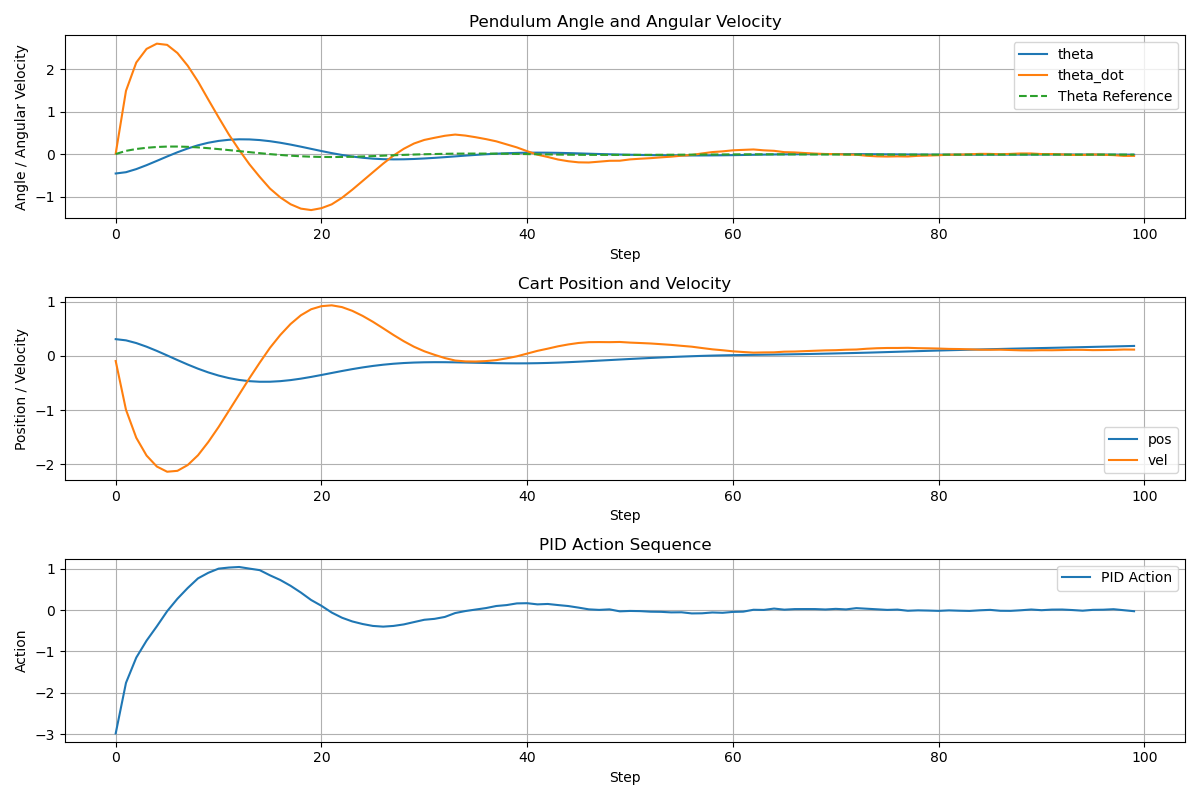 Pendulum Angle and Angular Velocity
Angle / Angular Velocity
2
1
0
−1
theta
theta_dot
Theta Reference
0 20 40 60 80 100
Step
Cart Position and Velocity
Position / Velocity
1
0
−1
−2
pos
vel
0 20 40 60 80 100
Step
PID Action Sequence
Action
1
0
−1
−2
−3
PID Action
0 20 40 60 80 100
Step